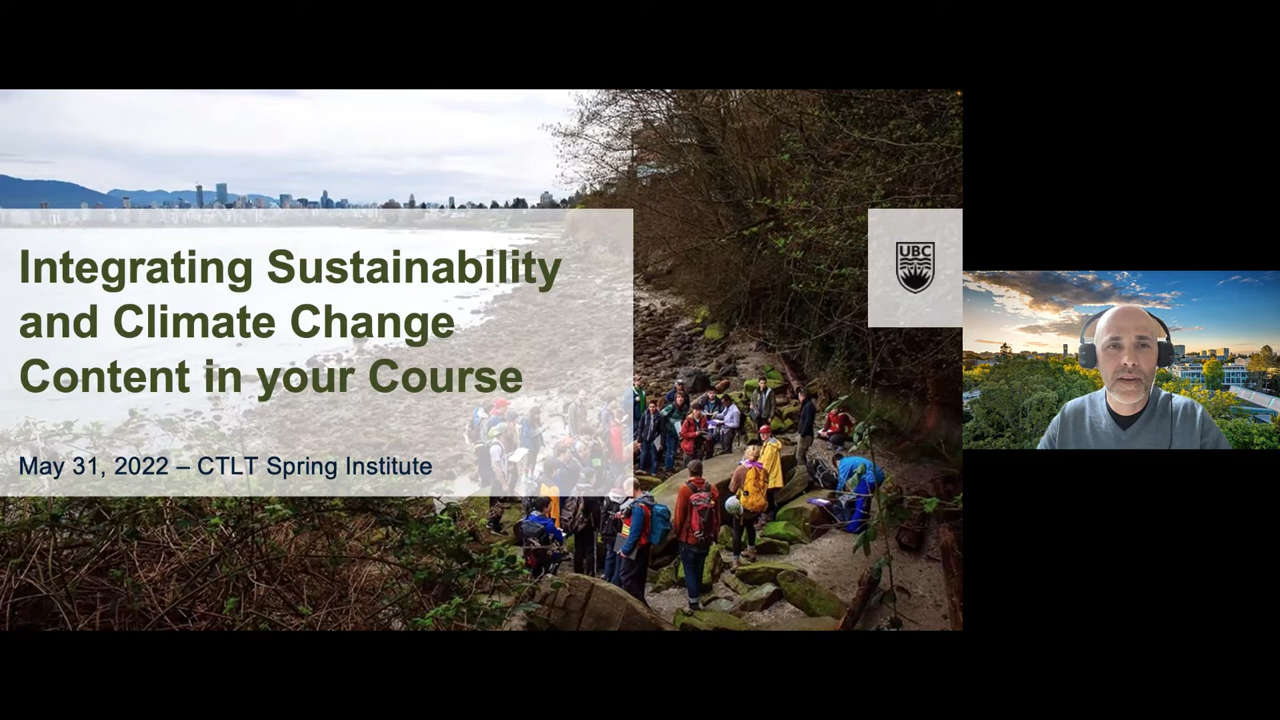 Integrating Sustainability
and Climate Change
Content in your Course
May 31, 2022 – CTLT Spring Institute
UBC